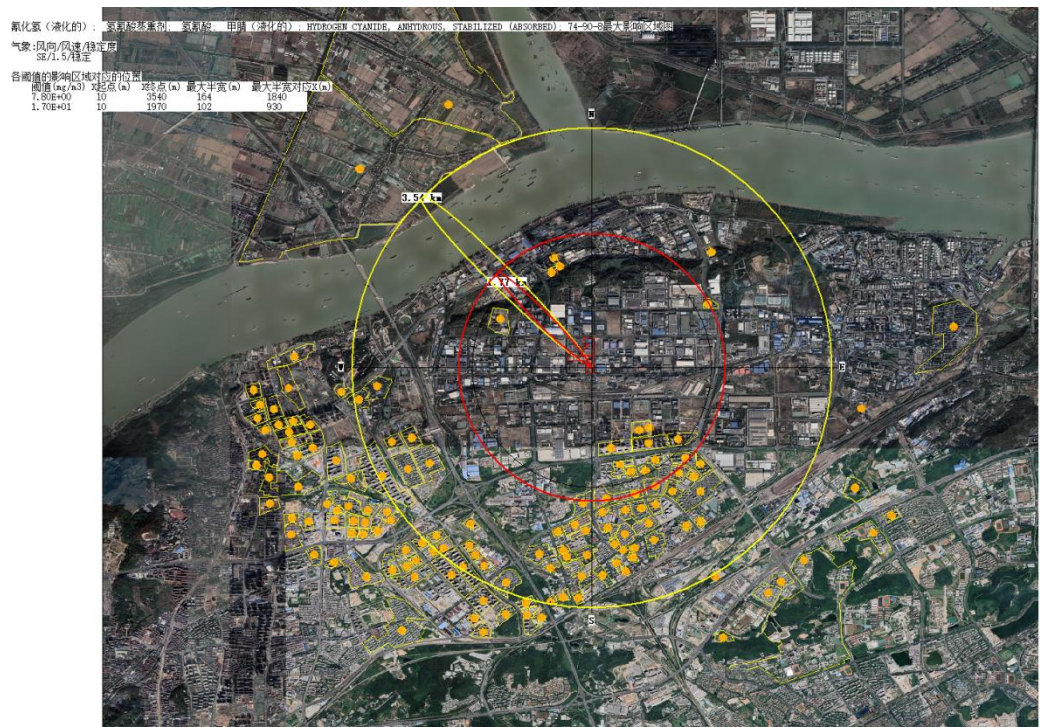 氰化氢（液化的）； 氢氰酸蒸熏剂； 氢氰酸； 甲腈（液化的）；HYDROGEN CYANIDE, ANHYDROUS, STABILIZED (ABSORBED); 74-90-8最大影响区域图
气象:风向/风速/稳定度
SE/1.5/稳定
各阈值的影响区域对应的位置
阈值(mg/m3) X起点(m) X终点(m) 最大半宽(m) 最大半宽对应X(m)
7.80E+00 10 3540 164 1840
1.70E+01 10 1970 102 930
N
3.54 km
W
E
S